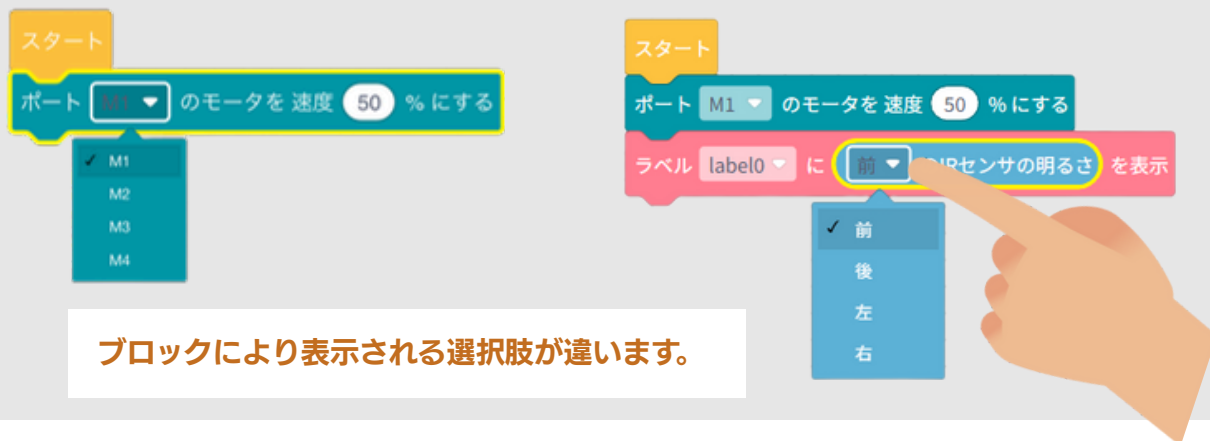 スタート
ポート M1 のモータを 速度 50 % にする
✓ M1
M2
M3
M4
スタート
ポート M1 のモータを 速度 50 % にする
ラベル label0 に 前 IRセンサの明るさ を表示
✓ 前
後
左
右
ブロックにより表示される選択肢が違います。